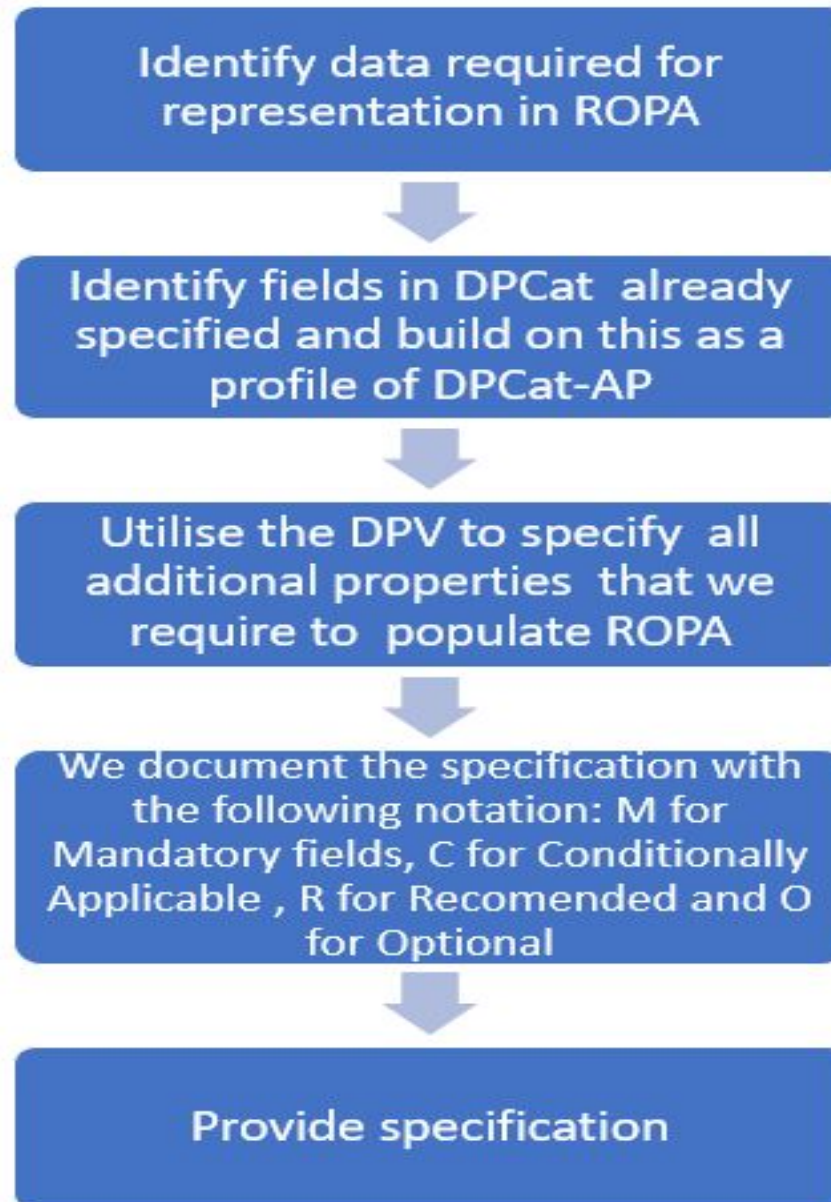 Identify data required for
representation in ROPA
Identify fields in DPCat already
specified and build on this as a
profile of DPCat-AP
Utilise the DPV to specify all
additional properties that we
require to populate ROPA
We document the specification with
the following notation: M for
Mandatory fields, C for Conditionally
Applicable , R for Recomended and O
for Optional
Provide specification